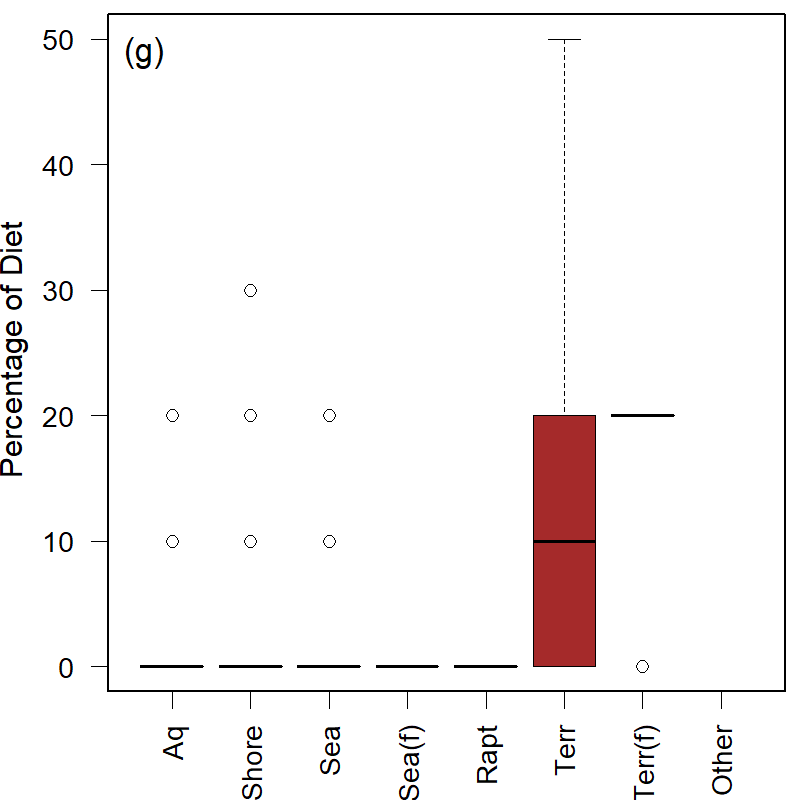 (g)
Percentage of Diet
50
40
30
20
10
0
Aq
Shore
Sea
Sea(f)
Rapt
Terr
Terr(f)
Other